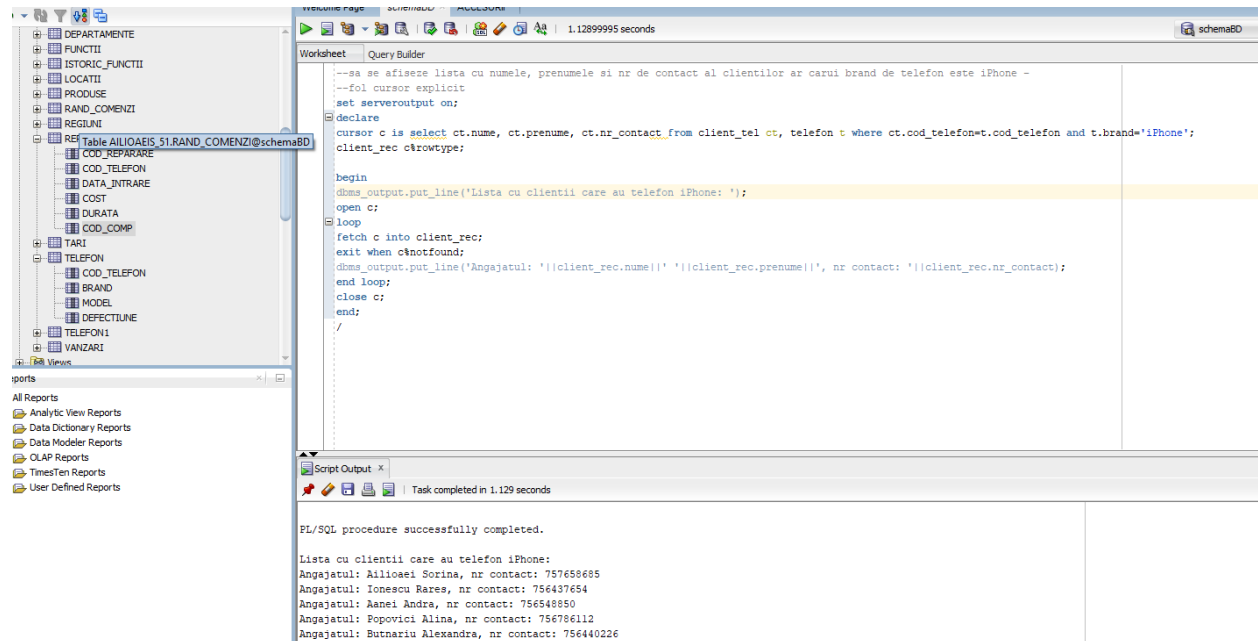 Welcome Page schemaBD ACCESORII
1.12899995 seconds
schemaBD
Worksheet Query Builder
DEPARTAMENTE
FUNCTII
ISTORIC_FUNCTII
LOCATII
PRODUSE
RAND_COMENZI
REGIUNI
Table AILIOAEIS_51.RAND_COMENZI@schemaBD
COD_REPARARE
COD_TELEFON
DATA_INTRARE
COST
DURATA
COD_COMP
TARI
TELEFON
COD_TELEFON
BRAND
MODEL
DEFECTIUNE
TELEFON1
VANZARI
Views
--sa se afiseze lista cu numele, prenumele si nr de contact al clientilor ar carui brand de telefon este iPhone -
--fol cursor explicit
set serveroutput on;
declare
cursor c is select ct.nume, ct.prenume, ct.nr_contact from client_tel ct, telefon t where ct.cod_telefon=t.cod_telefon and t.brand='iPhone';
client_rec c%rowtype;
begin
dbms_output.put_line('Lista cu clientii care au telefon iPhone: ');
open c;
loop
fetch c into client_rec;
exit when c%notfound;
dbms_output.put_line('Angajatul: '||client_rec.nume||' '||client_rec.prenume||', nr contact: '||client_rec.nr_contact);
end loop;
close c;
end;
/
ports
All Reports
Analytic View Reports
Data Dictionary Reports
Data Modeler Reports
OLAP Reports
TimesTen Reports
User Defined Reports
Script Output
Task completed in 1.129 seconds
PL/SQL procedure successfully completed.
Lista cu clientii care au telefon iPhone:
Angajatul: Ailioaei Sorina, nr contact: 757658685
Angajatul: Ionescu Rares, nr contact: 756437654
Angajatul: Aanei Andra, nr contact: 756548850
Angajatul: Popovici Alina, nr contact: 756786112
Angajatul: Butnariu Alexandra, nr contact: 756440226